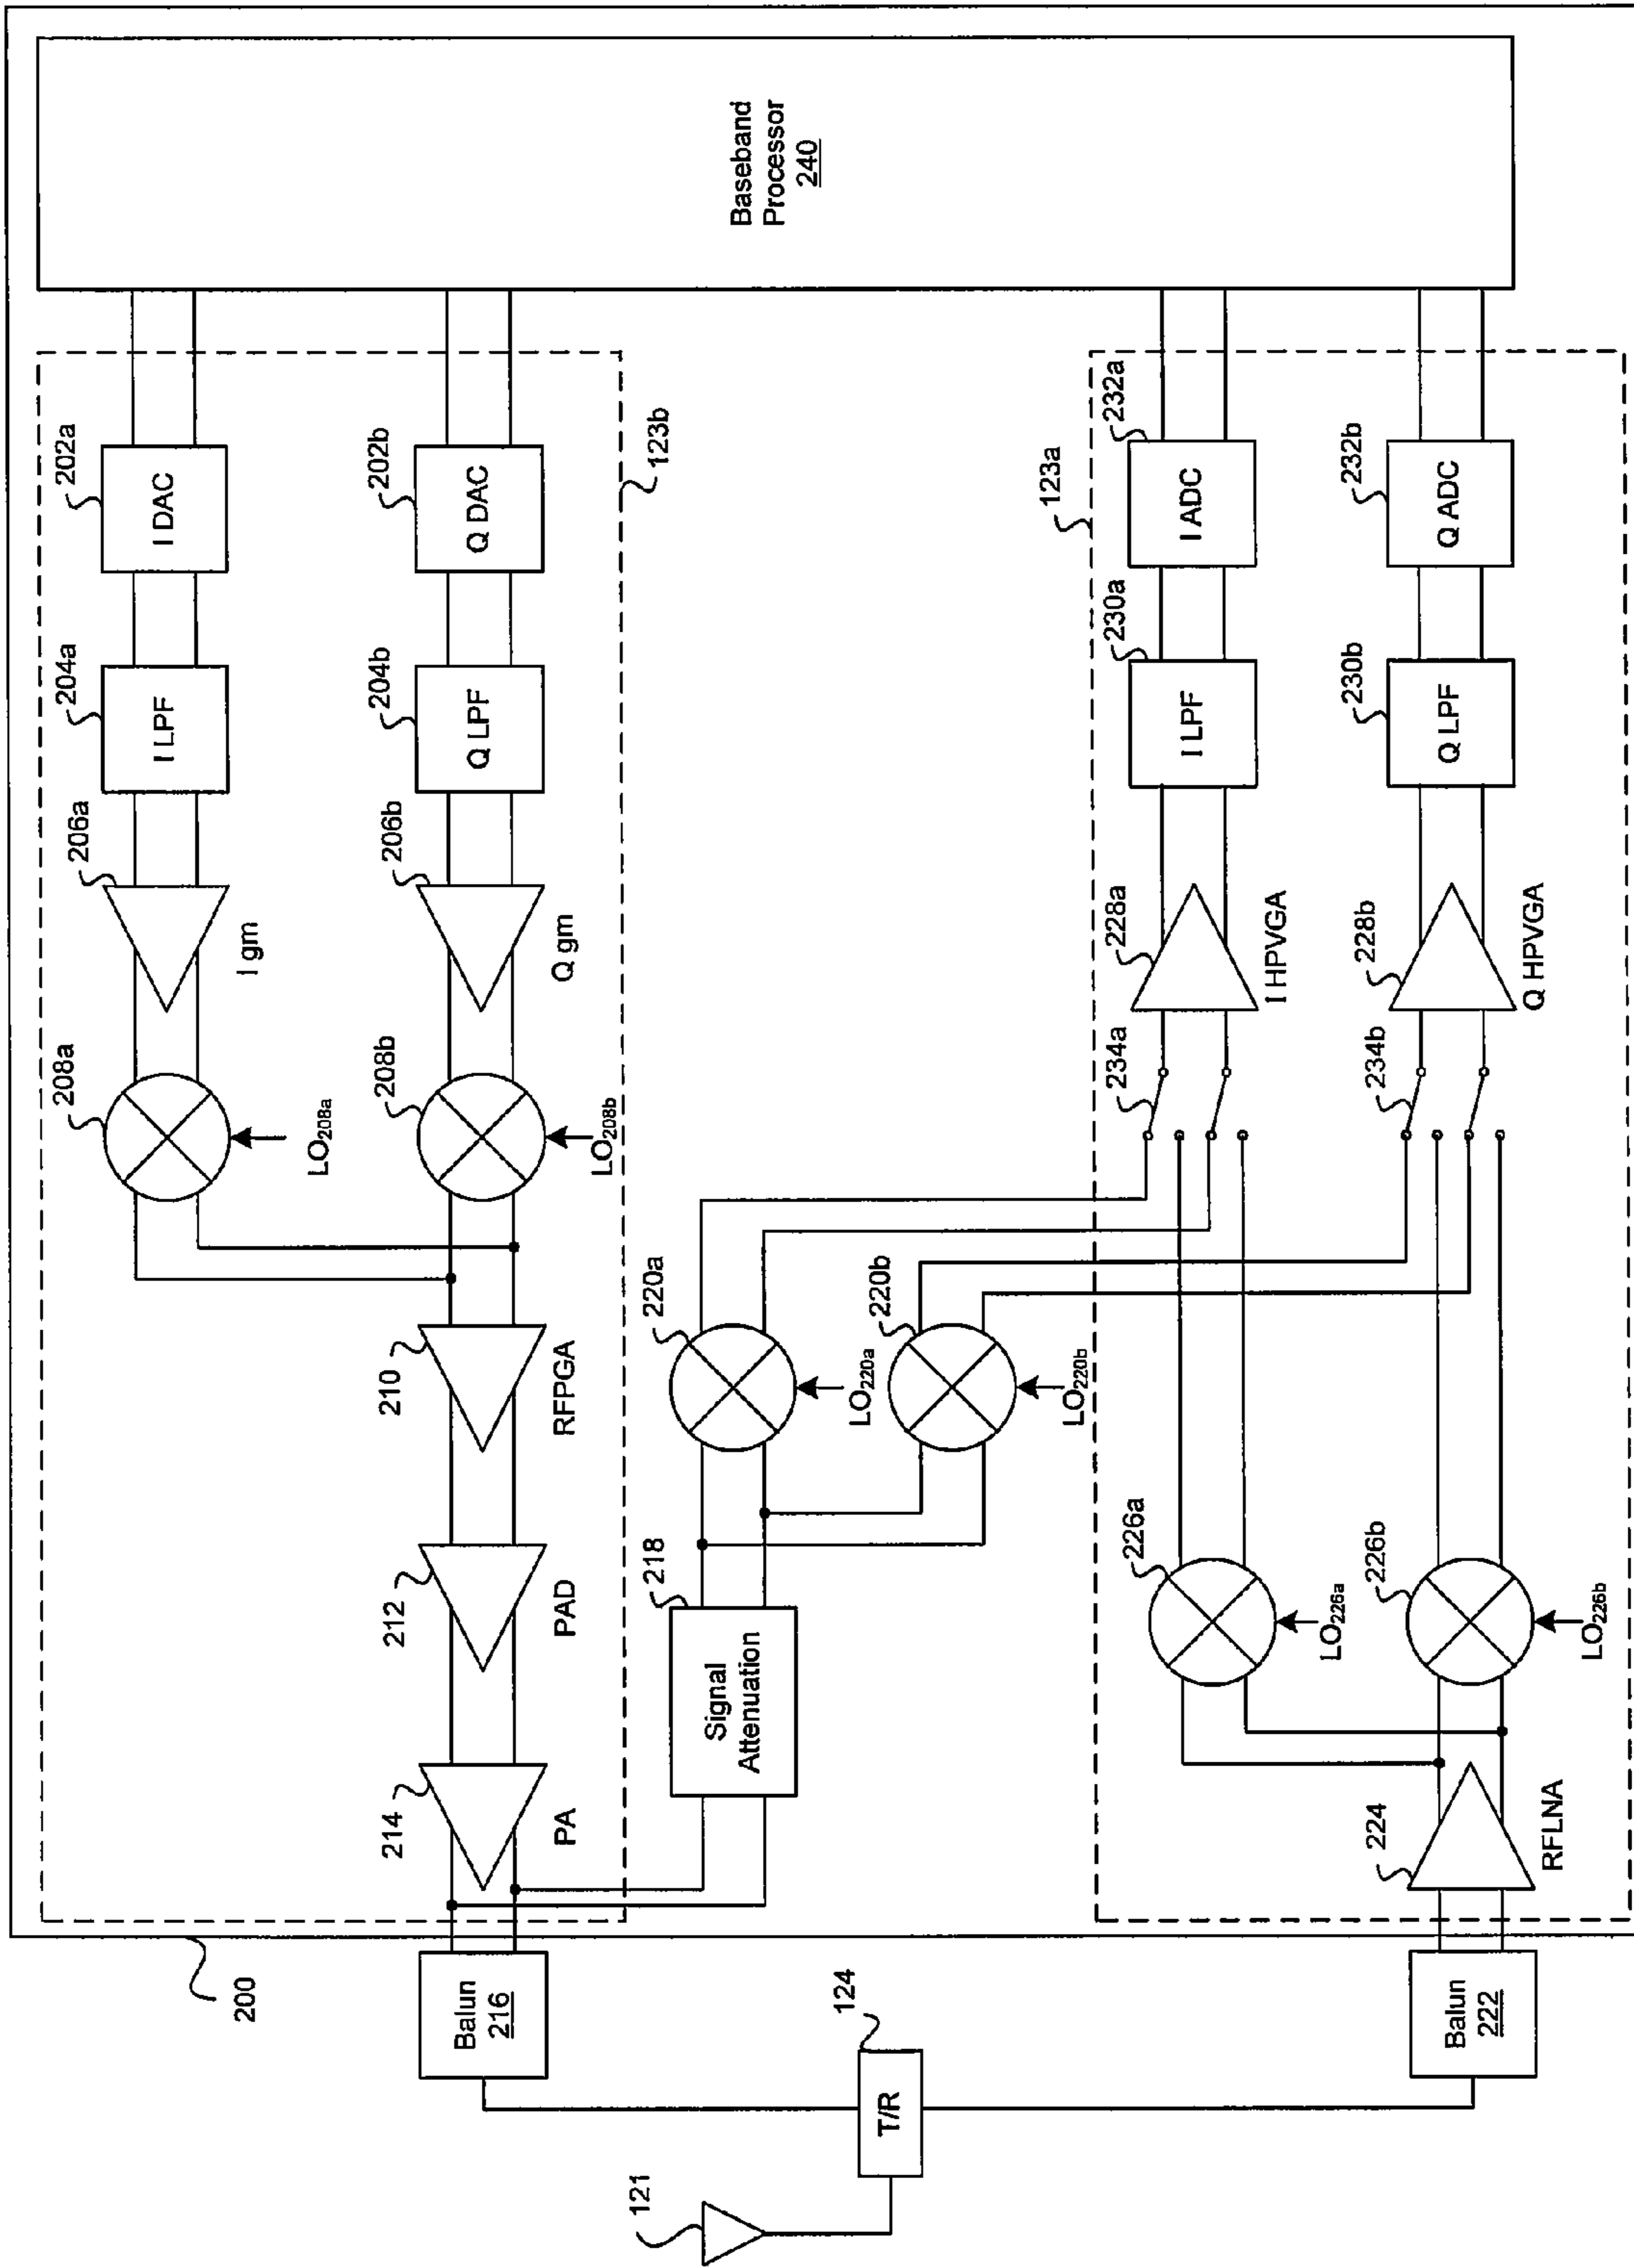 200
Baseband
Processor
240
123b
202a
I DAC
204a
I LPF
206a
I gm
208a
LO208a
202b
Q DAC
204b
Q LPF
206b
Q gm
208b
LO208b
210
RFPGA
212
PAD
214
PA
Balun
216
218
Signal
Attenuation
220a
LO220a
220b
LO220b
121
T/R
124
Balun
222
123a
224
RFLNA
226a
LO226a
226b
LO226b
234a
228a
I HPVGA
230a
I LPF
232a
I ADC
234b
228b
Q HPVGA
230b
Q LPF
232b
Q ADC